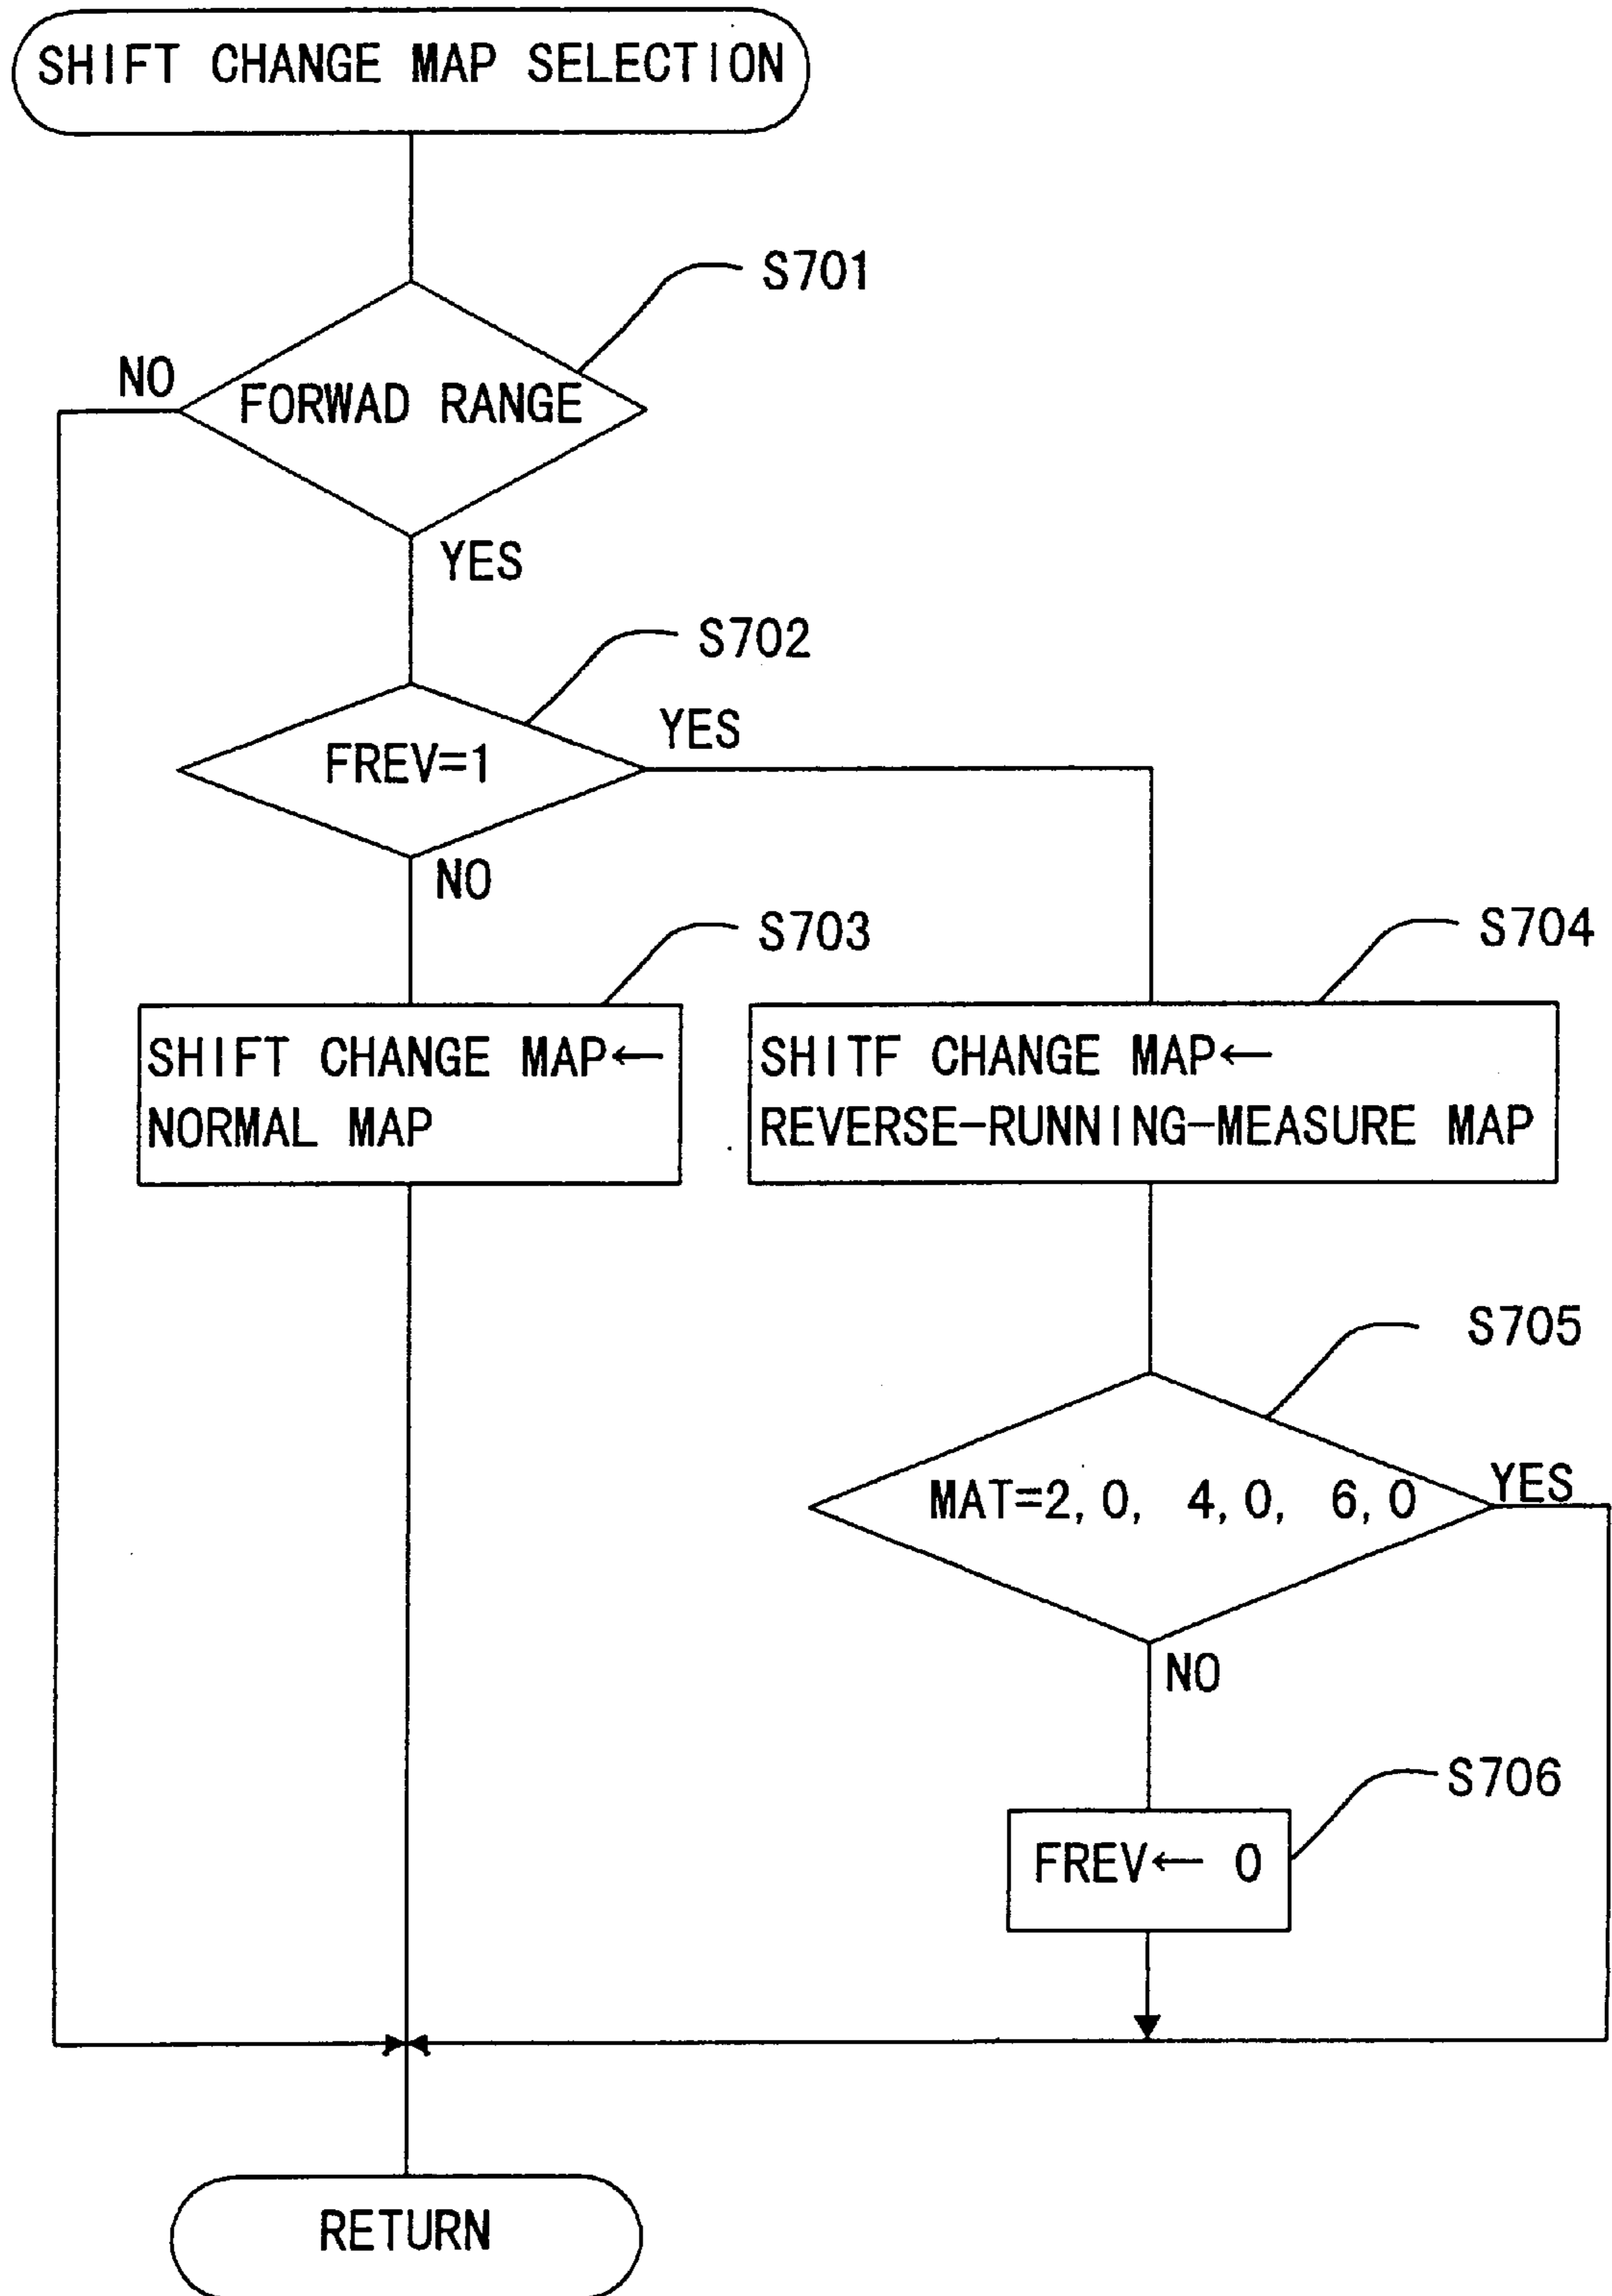 SHIFT CHANGE MAP SELECTION
S701
NO
FORWAD RANGE
YES
S702
YES
FREV=1
NO
S703
S704
SHIFT CHANGE MAP←
NORMAL MAP
SHITF CHANGE MAP←
REVERSE-RUNNING-MEASURE MAP
S705
MAT=2,0, 4,0, 6,0
YES
NO
S706
FREV← 0
RETURN